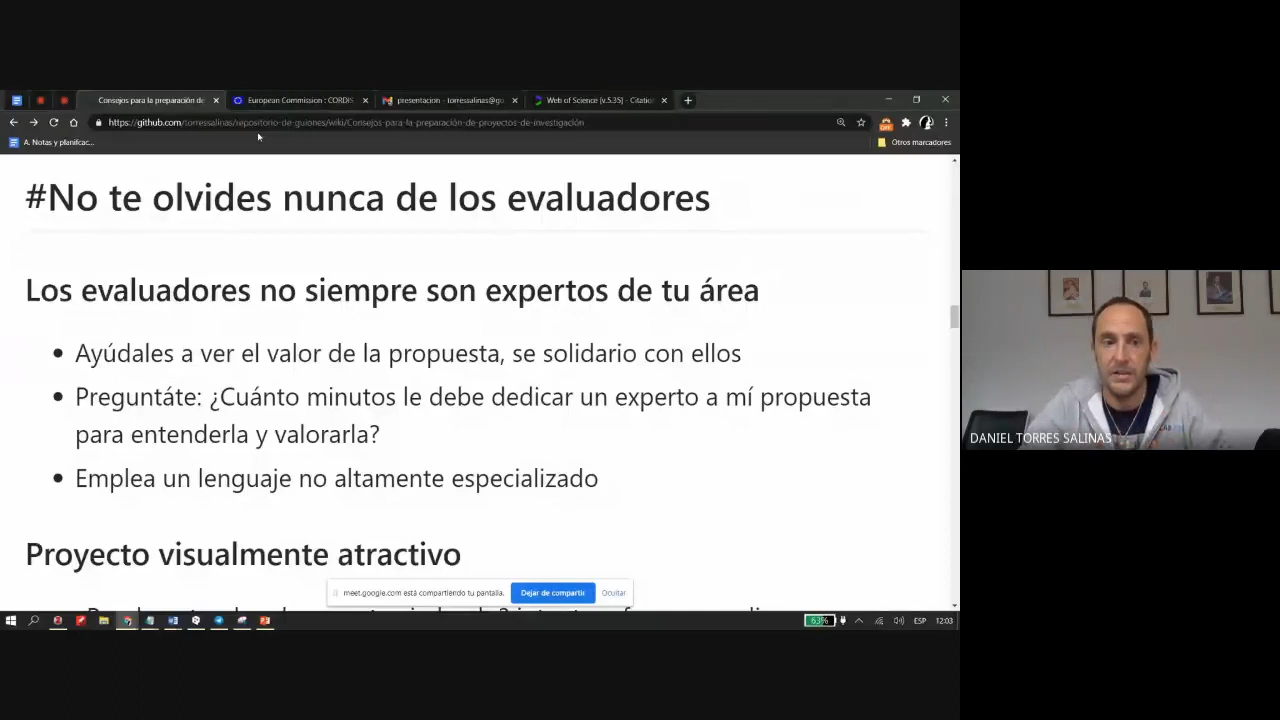 Consejos para la preparación de
European Commission : CORDIS
presentacion - torressalinas@go
Web of Science [v.5.35] - Citation
https://github.com/torressalinas/repositorio-de-guiones/wiki/Consejos-para-la-preparación-de-proyectos-de-investigación
A. Notas y planifcac...
Otros marcadores
#No te olvides nunca de los evaluadores
Los evaluadores no siempre son expertos de tu área
Ayúdales a ver el valor de la propuesta, se solidario con ellos
Preguntáte: ¿Cuánto minutos le debe dedicar un experto a mí propuesta
para entenderla y valorarla?
Emplea un lenguaje no altamente especializado
Proyecto visualmente atractivo
meet.google.com está compartiendo tu pantalla.
Dejar de compartir
Ocultar
63%
ESP
12:03
DANIEL TORRES SALINAS